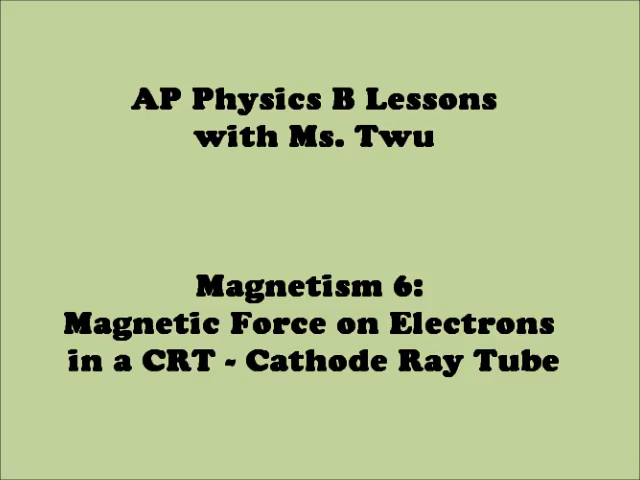 AP Physics B Lessons
with Ms. Twu
Magnetism 6:
Magnetic Force on Electrons
in a CRT - Cathode Ray Tube